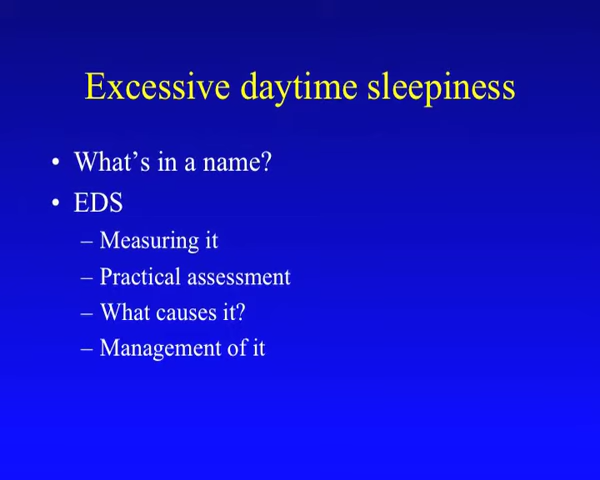 Excessive daytime sleepiness
• What’s in a name?
• EDS
– Measuring it
– Practical assessment
– What causes it?
– Management of it